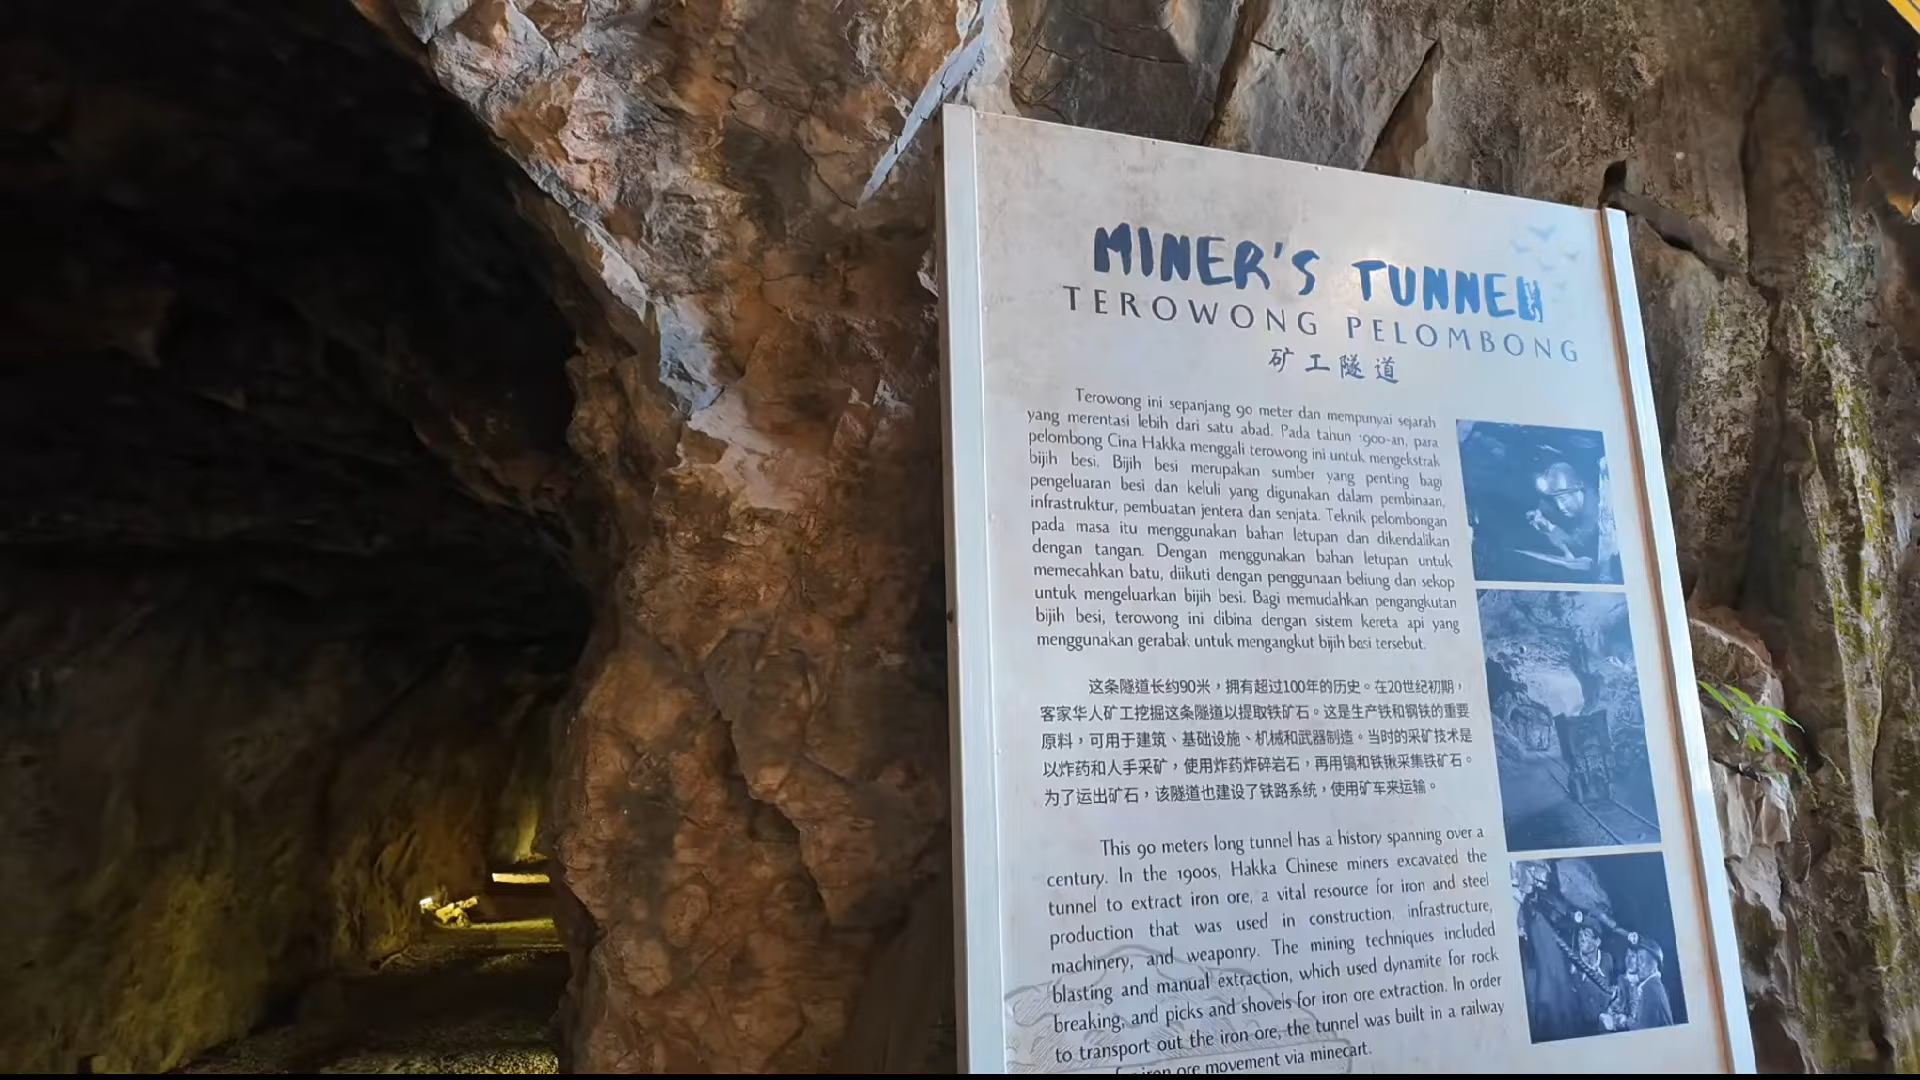 MINER'S TUNNEL
TEROWONG PELOMBONG
矿工隧道
Terowong ini sepanjang 90 meter dan mempunyai sejarah
yang merentasi lebih dari satu abad. Pada tahun 1900-an, para
pelombong Cina Hakka menggali terowong ini untuk mengekstrak
bijih besi. Bijih besi merupakan sumber yang penting bagi
pengeluaran besi dan keluli yang digunakan dalam pembinaan,
infrastruktur, pembuatan jentera dan senjata. Teknik pelombongan
pada masa itu menggunakan bahan letupan dan dikendalikan
dengan tangan. Dengan menggunakan bahan letupan untuk
memecahkan batu, diikuti dengan penggunaan beliung dan sekop
untuk mengeluarkan bijih besi. Bagi memudahkan pengangkutan
bijih besi, terowong ini dibina dengan sistem kereta api yang
menggunakan gerabak untuk mengangkut bijih besi tersebut.
这条隧道长约90米，拥有超过100年的历史。在20世纪初期，
客家华人矿工挖掘这条隧道以提取铁矿石。这是生产铁和钢铁的重要
原料，可用于建筑、基础设施、机械和武器制造。当时的采矿技术是
以炸药和人手采矿，使用炸药炸碎岩石，再用镐和铁锹采集铁矿石。
为了运出矿石，该隧道也建设了铁路系统，使用矿车来运输。
This 90 meters long tunnel has a history spanning over a
century. In the 1900s, Hakka Chinese miners excavated the
tunnel to extract iron ore, a vital resource for iron and steel
production that was used in construction, infrastructure,
machinery, and weaponry. The mining techniques included
blasting and manual extraction, which used dynamite for rock
breaking, and picks and shovels for iron ore extraction. In order
to transport out the iron ore, the tunnel was built in a railway
iron ore movement via minecart.